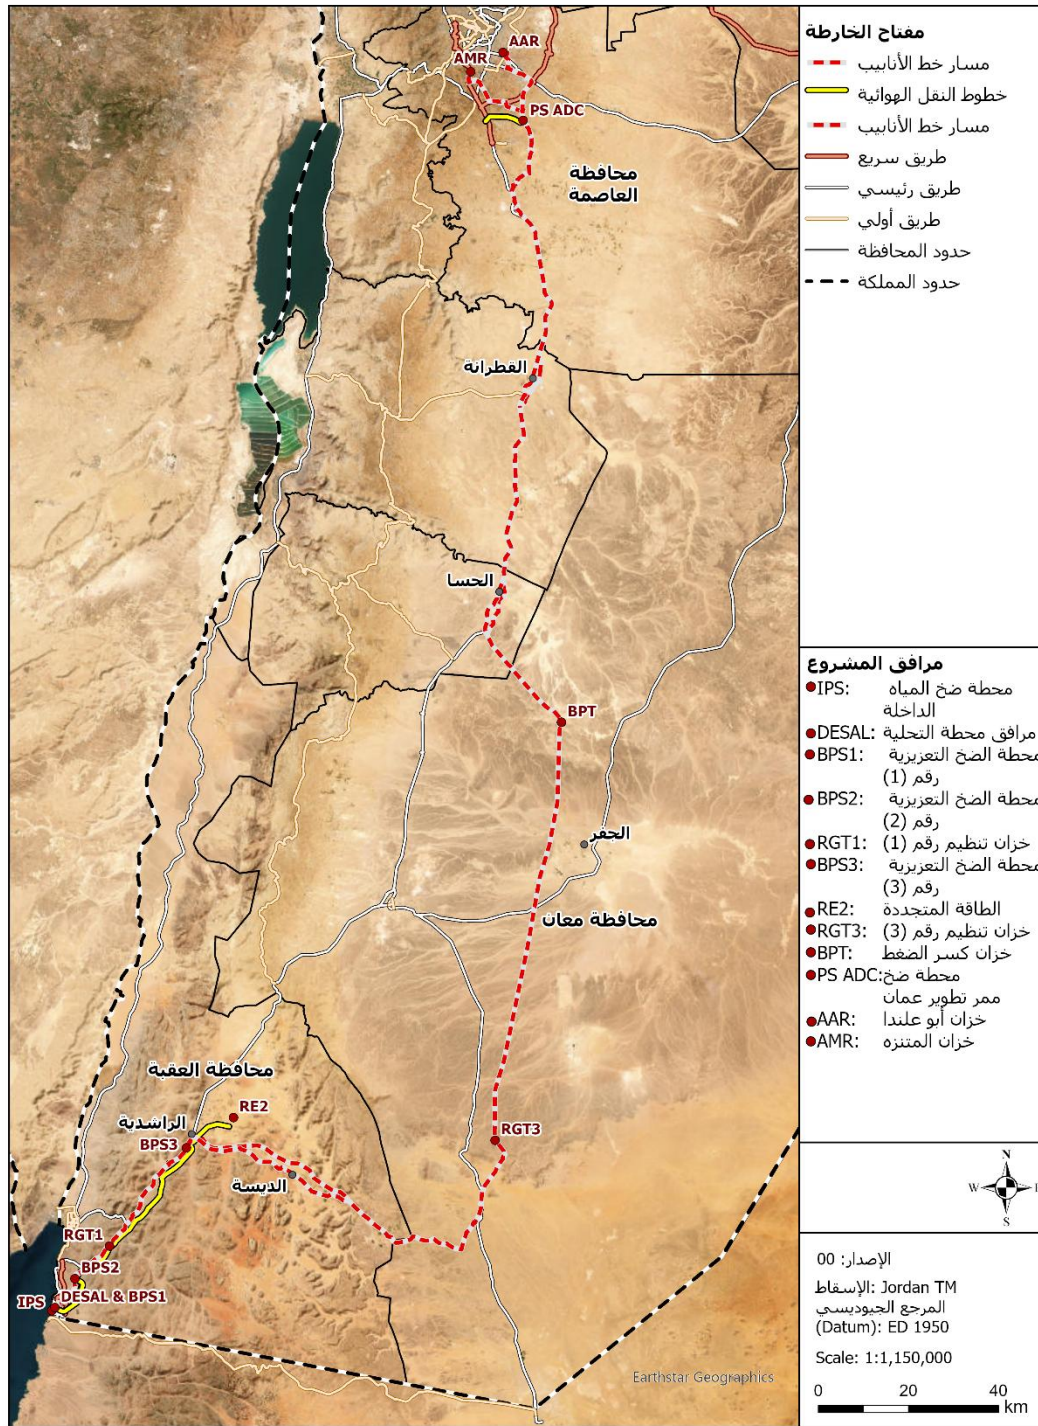 AAR
AMR
PS ADC
محافظة
العاصمة
القطرانة
الحسا
BPT
الجفر
محافظة معان
محافظة العقبة
RE2
الراشدية
BPS3
RGT3
الديسة
RGT1
BPS2
DESAL & BPS1
IPS
Earthstar Geographics
مفتاح الخارطة
مسار خط الأنابيب
خطوط النقل الهوائية
مسار خط الأنابيب
طريق سريع
طريق رئيسي
طريق أولي
حدود المحافظة
حدود المملكة
مرافق المشروع
IPS: محطة ضخ المياه
الداخلة
DESAL: مرافق محطة التحلية
BPS1: محطة الضخ التعزيزية
رقم (1)
BPS2: محطة الضخ التعزيزية
رقم (2)
RGT1: خزان تنظيم رقم (1)
BPS3: محطة الضخ التعزيزية
رقم (3)
RE2: الطاقة المتجددة
RGT3: خزان تنظيم رقم (3)
BPT: خزان كسر الضغط
PS ADC: محطة ضخ
ممر تطوير عمان
AAR: خزان أبو علندا
AMR: خزان المتنزه
N
W
S
الإصدار: 00
الإسقاط: Jordan TM
المرجع الجيوديسي
(Datum): ED 1950
Scale: 1:1,150,000
0 20 40
km